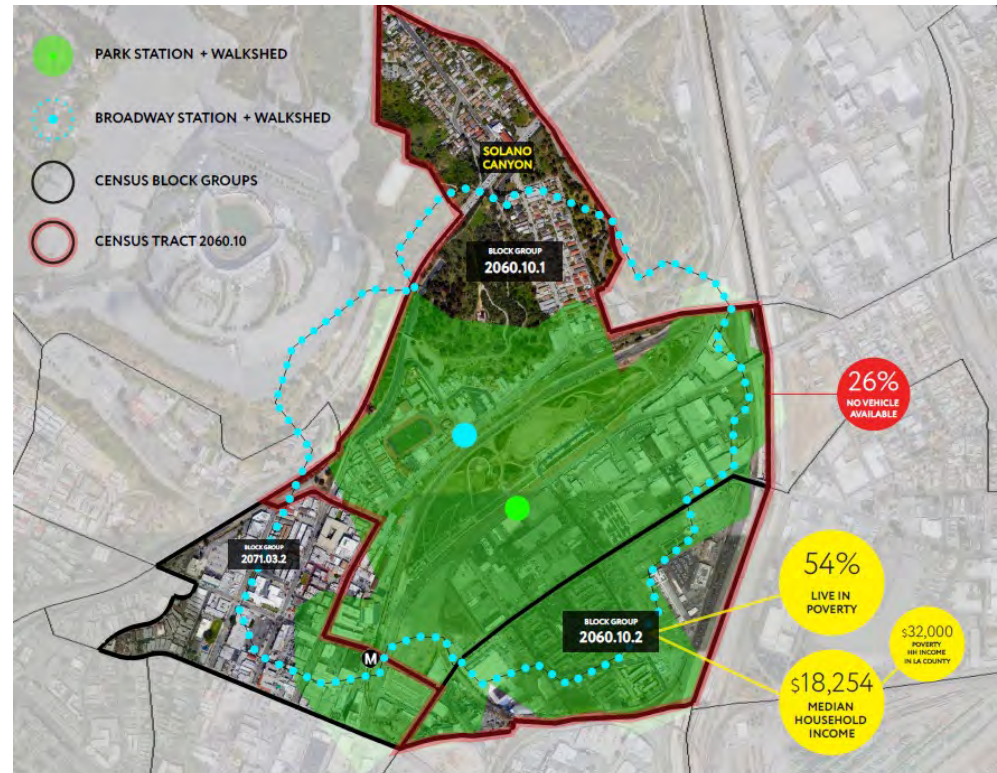 PARK STATION + WALKSHED
BROADWAY STATION + WALKSHED
CENSUS BLOCK GROUPS
CENSUS TRACT 2060.10
SOLANO
CANYON
BLOCK GROUP
2060.10.1
26%
NO VEHICLE
AVAILABLE
BLOCK GROUP
2071.03.2
54%
LIVE IN
POVERTY
BLOCK GROUP
2060.10.2
$32,000
POVERTY
HH INCOME
IN LA COUNTY
M
$18,254
MEDIAN
HOUSEHOLD
INCOME